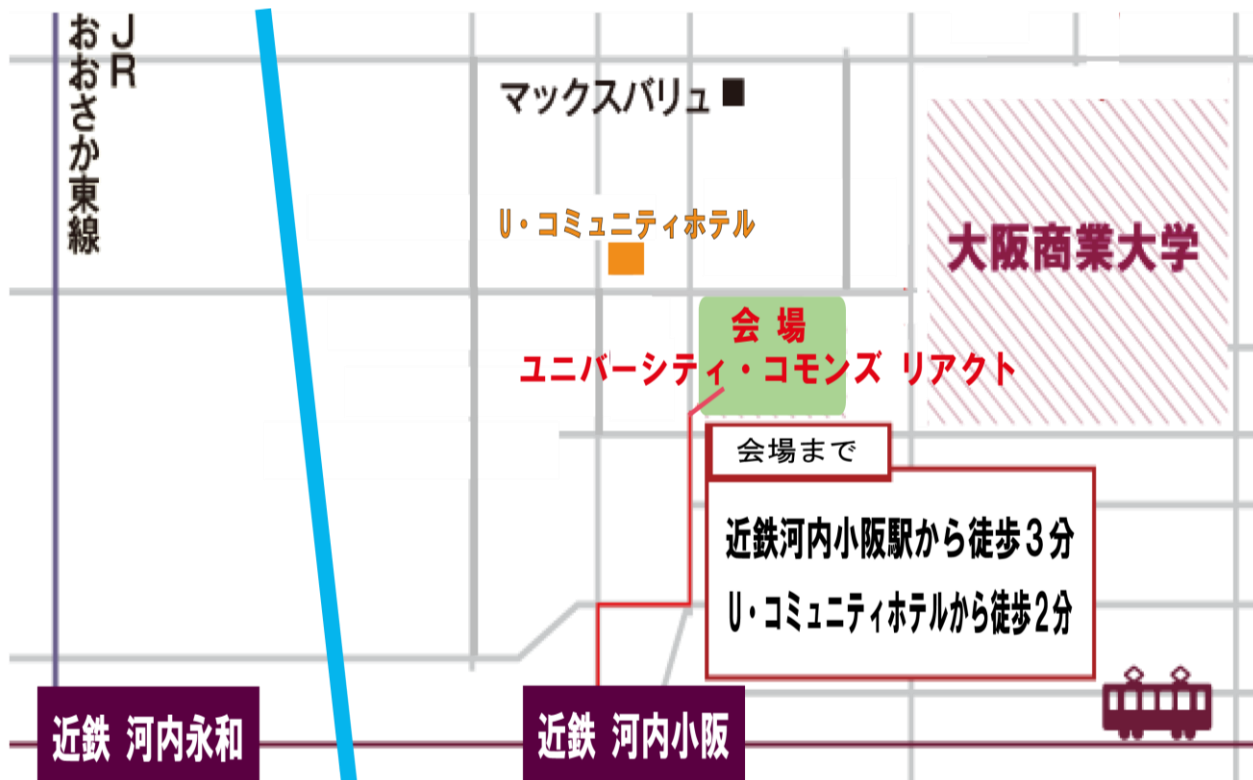 JR
おおさか東線
マックスバリュ
U・コミュニティホテル
大阪商業大学
会場
ユニバーシティ・コモンズ リアクト
会場まで
近鉄河内小阪駅から徒歩3分
U・コミュニティホテルから徒歩2分
近鉄 河内永和
近鉄 河内小阪